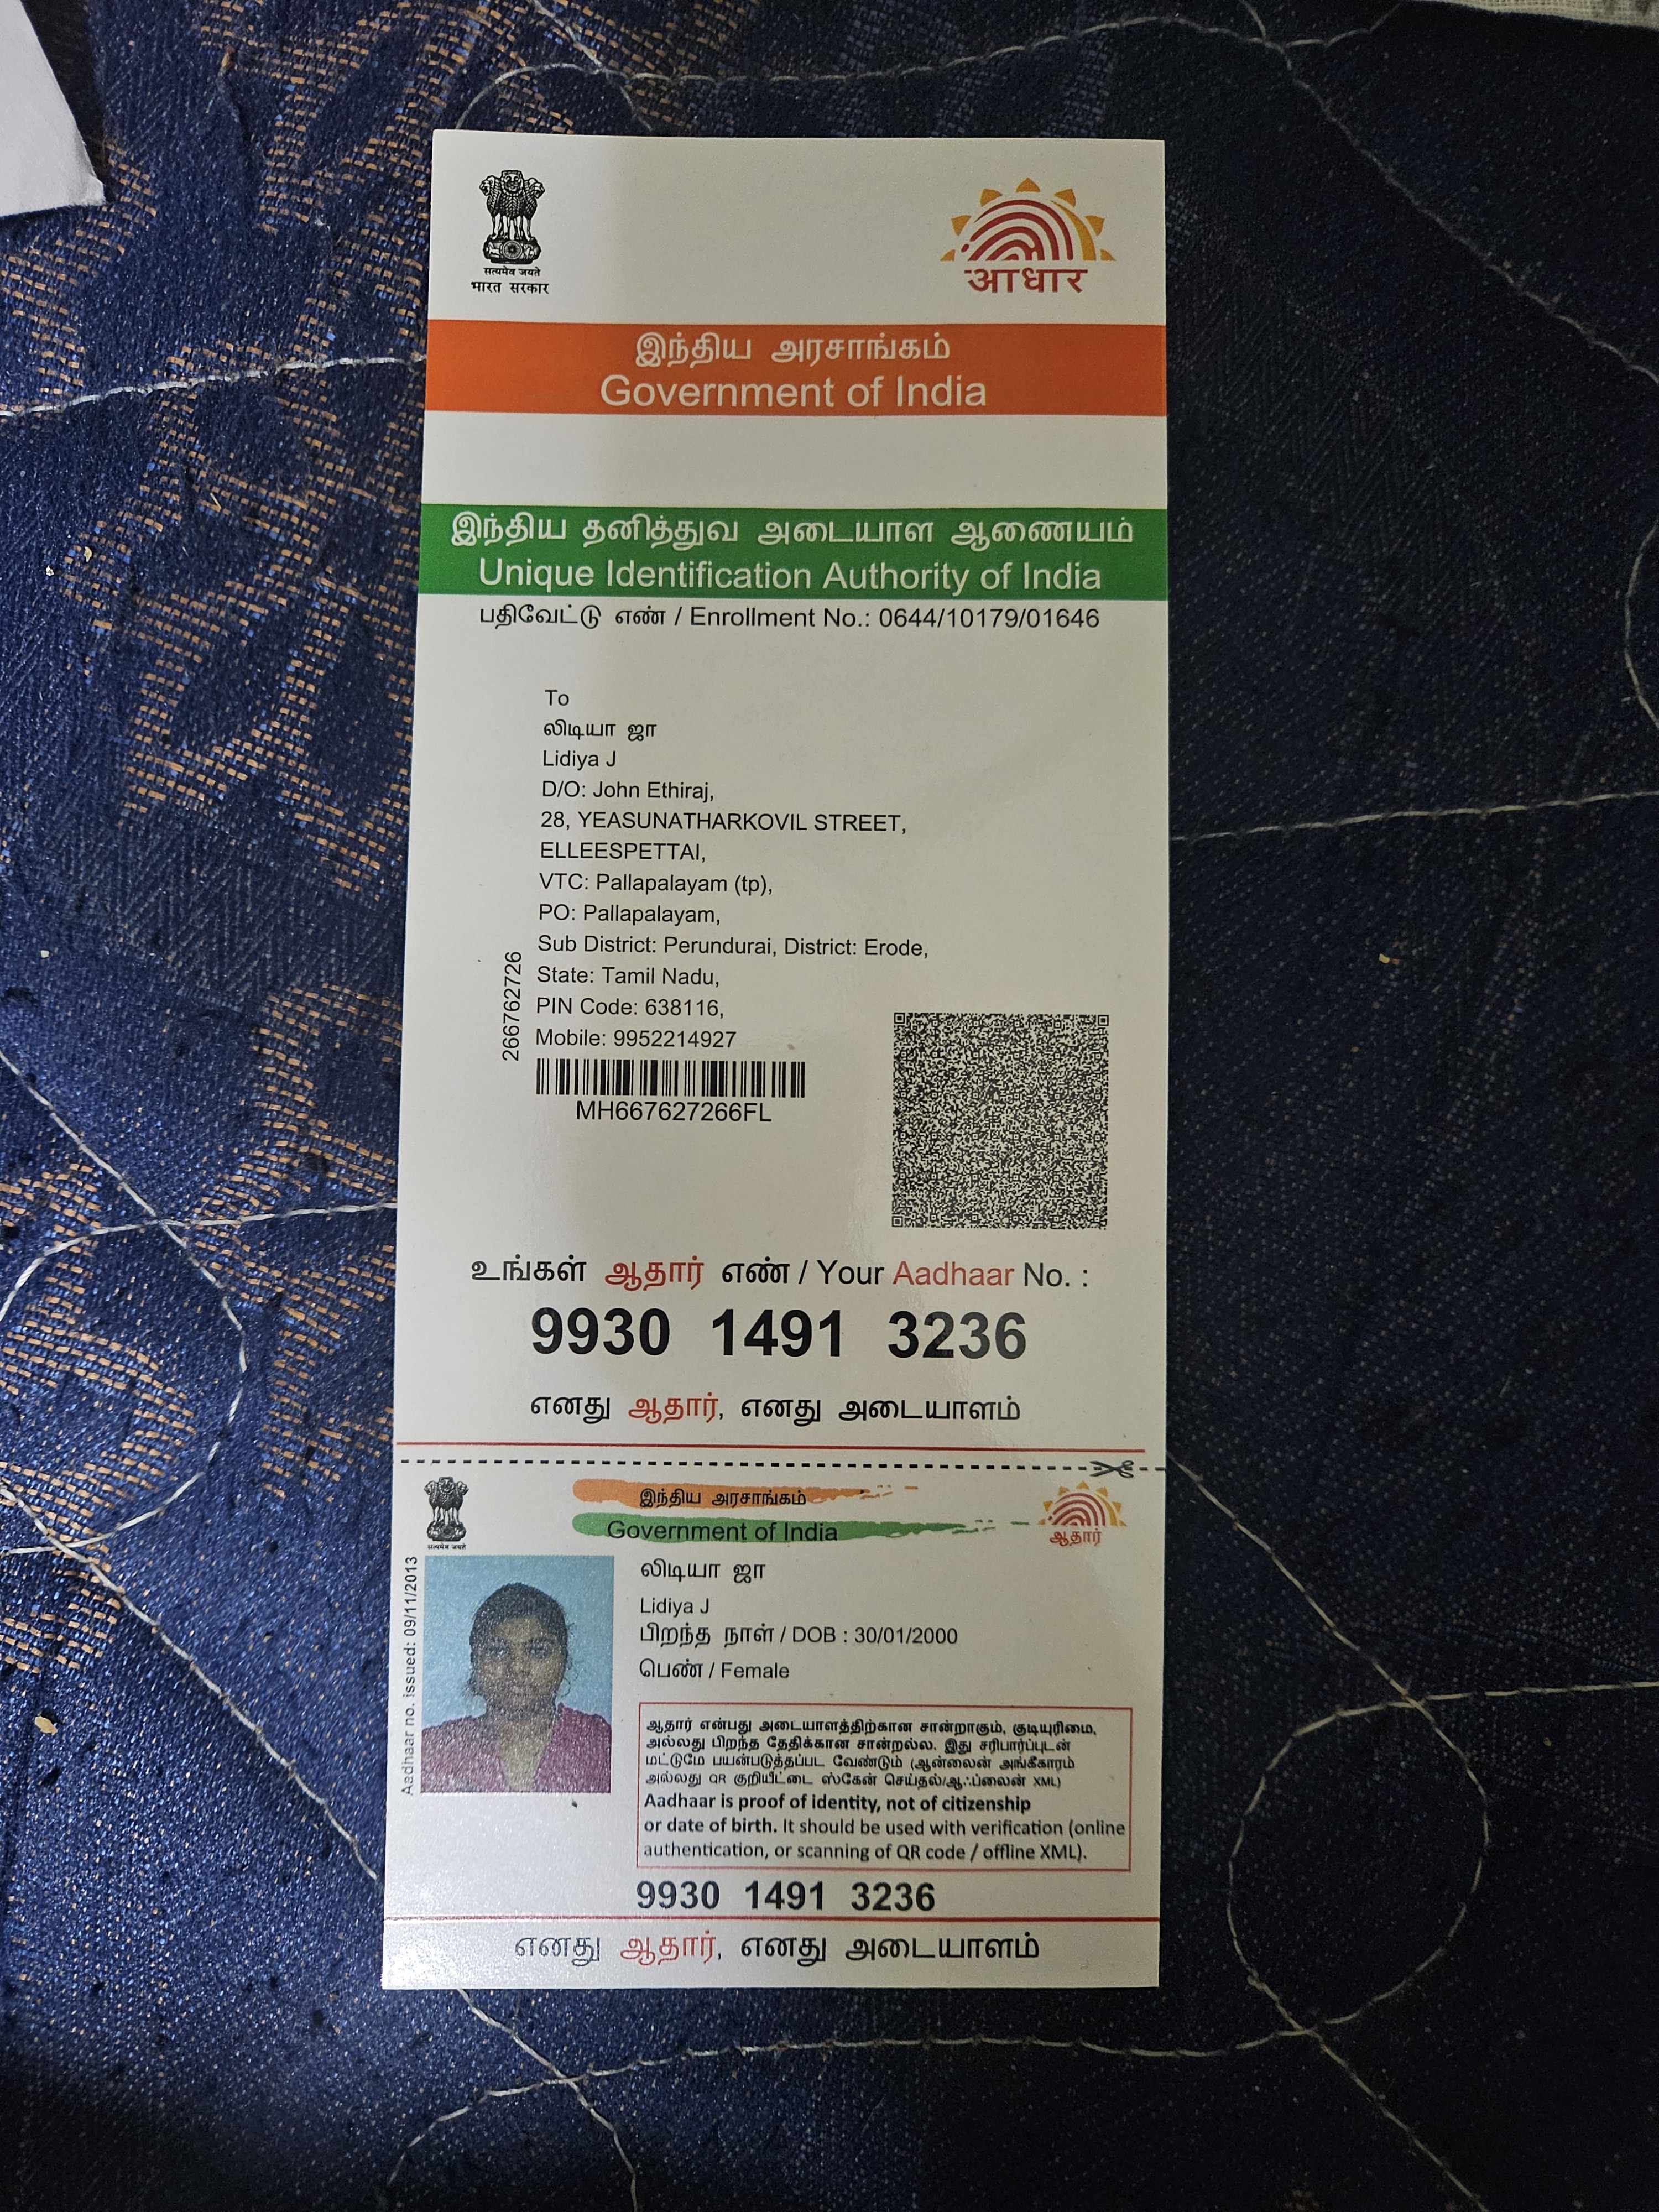 सत्यमेव जयते
भारत सरकार
आधार
இந்திய அரசாங்கம்
Government of India
இந்திய தனித்துவ அடையாள ஆணையம்
Unique Identification Authority of India
பதிவேட்டு எண் / Enrollment No.: 0644/10179/01646
To
லிடியா ஜா
Lidiya J
D/O: John Ethiraj,
28, YEASUNATHARKOVIL STREET,
ELLEESPETTAI,
VTC: Pallapalayam (tp),
PO: Pallapalayam,
Sub District: Perundurai, District: Erode,
State: Tamil Nadu,
PIN Code: 638116,
Mobile: 9952214927
266762726
MH667627266FL
உங்கள் ஆதார் எண் / Your Aadhaar No. :
9930 1491 3236
எனது ஆதார், எனது அடையாளம்
सत्यमेव जयते
இந்திய அரசாங்கம்
Government of India
ஆதார்
Aadhaar no. issued: 09/11/2013
லிடியா ஜா
Lidiya J
பிறந்த நாள் / DOB : 30/01/2000
பெண் / Female
ஆதார் என்பது அடையாளத்திற்கான சான்றாகும், குடியுரிமை,
அல்லது பிறந்த தேதிக்கான சான்றல்ல. இது சரிபார்ப்புடன்
மட்டுமே பயன்படுத்தப்பட வேண்டும் (ஆன்லைன் அங்கீகாரம்
அல்லது QR குறியீட்டை ஸ்கேன் செய்தல்/ஆஃப்லைன் XML)
Aadhaar is proof of identity, not of citizenship
or date of birth. It should be used with verification (online
authentication, or scanning of QR code / offline XML).
9930 1491 3236
எனது ஆதார், எனது அடையாளம்